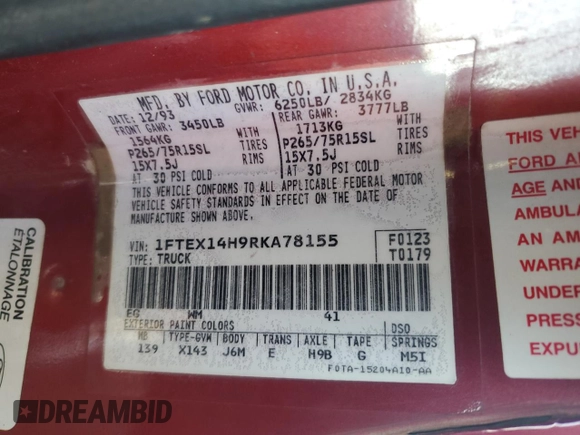 MFD. BY FORD MOTOR CO. IN U.S.A.
DATE: 12/93 GVWR: 6250LB/ 2834KG
FRONT GAWR: 3450LB REAR GAWR: 3777LB
1564KG WITH 1713KG WITH
P265/75R15SL TIRES P265/75R15SL TIRES
15X7.5J RIMS 15X7.5J RIMS
AT 30 PSI COLD AT 30 PSI COLD
THIS VEHICLE CONFORMS TO ALL APPLICABLE FEDERAL MOTOR
VEHICLE SAFETY STANDARDS IN EFFECT ON THE DATE OF
MANUFACTURE SHOWN ABOVE.
VIN: 1FTEX14H9RKA78155 F0123
TYPE: TRUCK T0179
EG WM 41
EXTERIOR PAINT COLORS DSO
WB TYPE-GVW BODY TRANS AXLE TAPE SPRINGS
139 X143 J6M E H9B G M5I
F0TA-15204A10-AA
CALIBRATION
ÉTALONNAGE
THIS VEH
FORD A
AGE AND
AMBULA
AN AM
WARRA
UNDER
PRESS
EXPU
DREAMBID